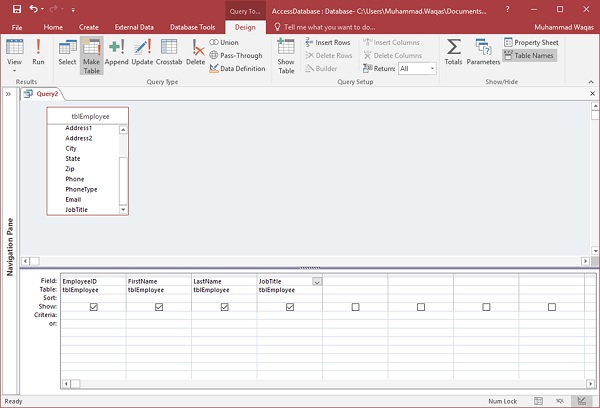 Query To...
AccessDatabase : Database- C:\Users\Muhammad.Waqas\Documents...
File Home Create External Data Database Tools Design Tell me what you want to do... Muhammad Waqas
View Run Select Make Table Append Update Crosstab Delete
Union
Pass-Through
Data Definition
Show Table
Insert Rows
Delete Rows
Builder
Insert Columns
Delete Columns
Return: All
Totals Parameters
Property Sheet
Table Names
Results Query Type Query Setup Show/Hide
Query2
Navigation Pane
tblEmployee
Address1
Address2
City
State
Zip
Phone
PhoneType
Email
JobTitle
Field: EmployeeID FirstName LastName JobTitle
Table: tblEmployee tblEmployee tblEmployee tblEmployee
Sort:
Show:
Criteria:
or:
Ready Num Lock SQL